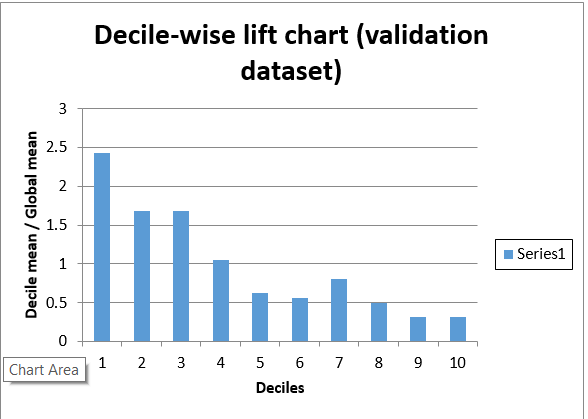 Decile-wise lift chart (validation
dataset)
Decile mean / Global mean
3
2.5
2
1.5
1
0.5
0
1 2 3 4 5 6 7 8 9 10
Deciles
Series1
Chart Area